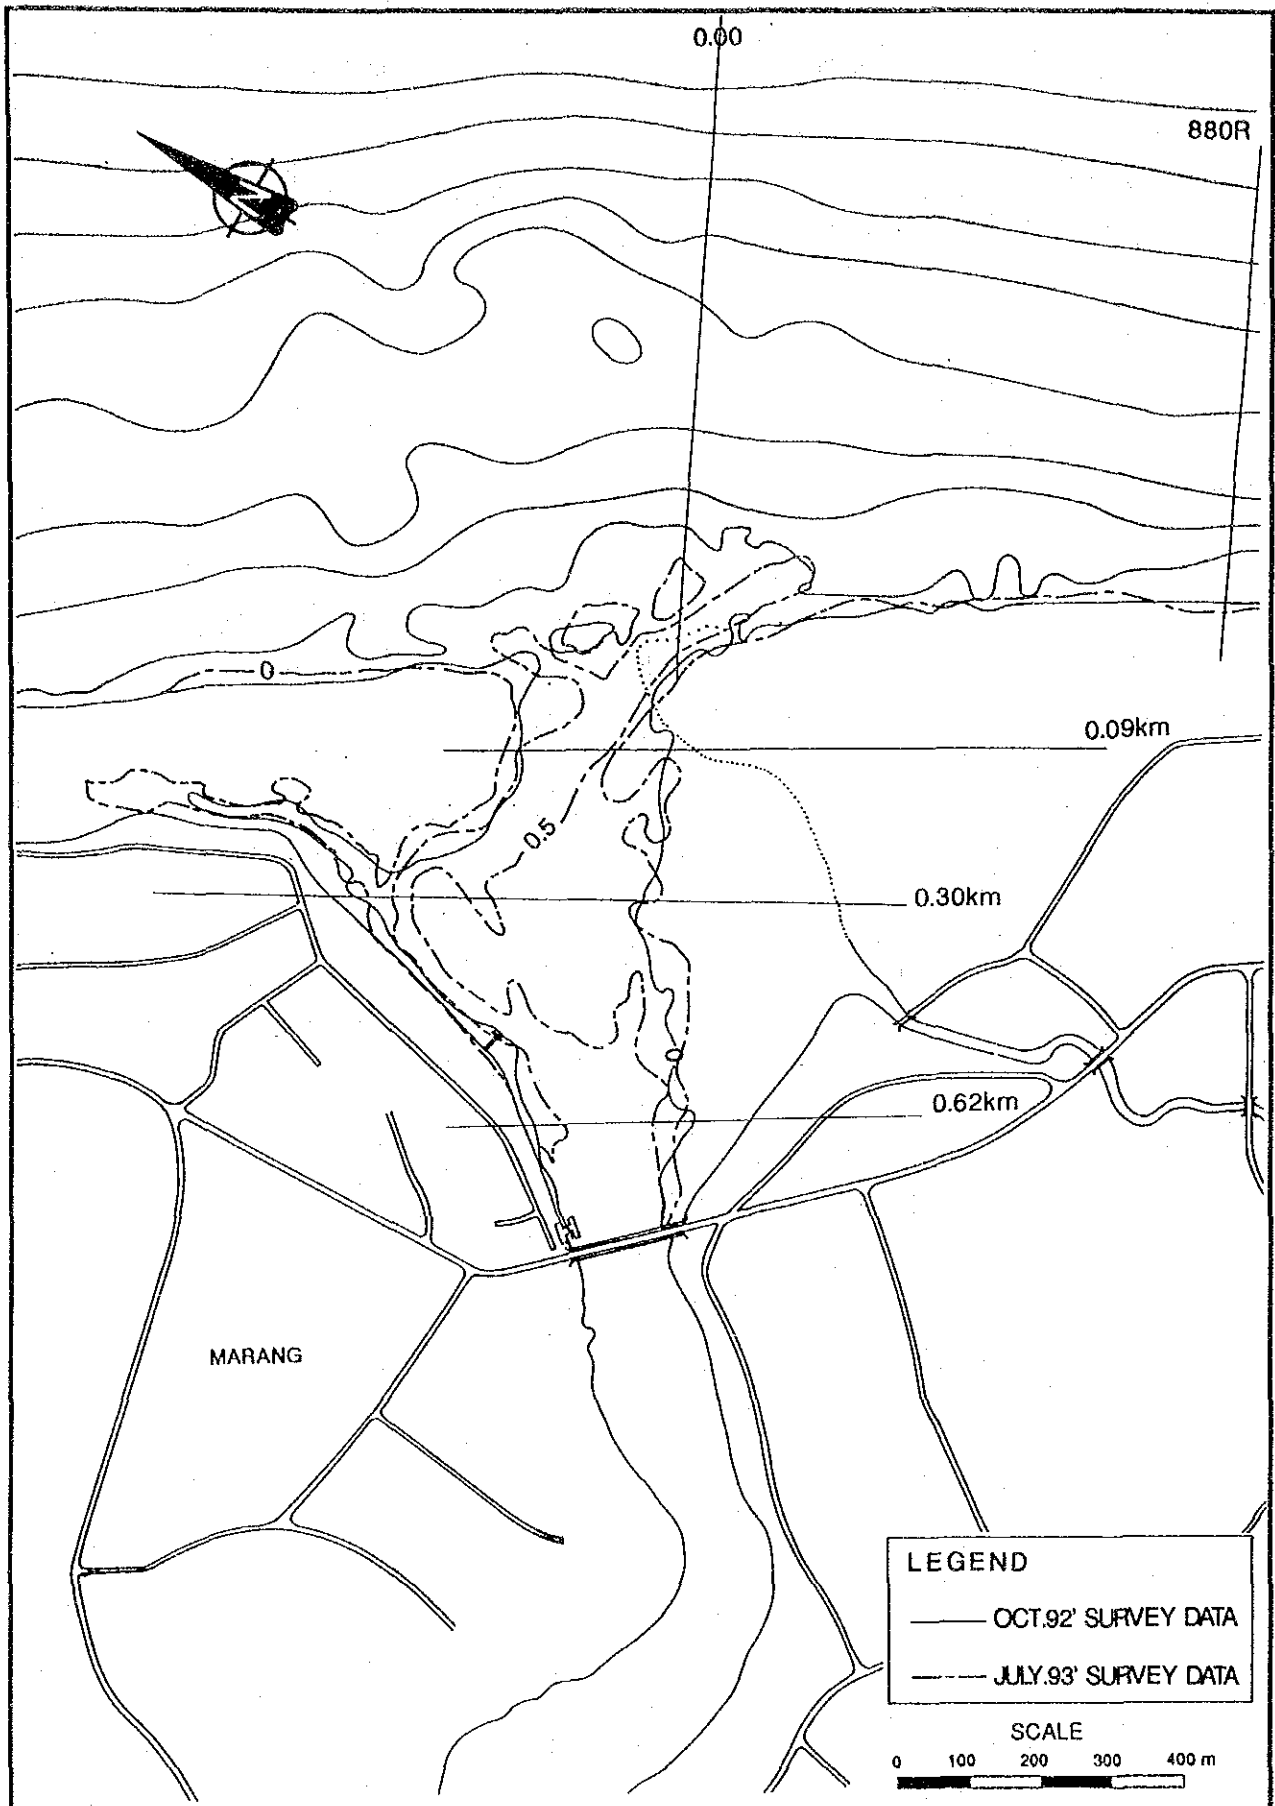 0.00
880R
0
0.09km
0.5
0.30km
0
0.62km
MARANG
LEGEND
OCT.92' SURVEY DATA
JULY.93' SURVEY DATA
SCALE
0 100 200 300 400 m